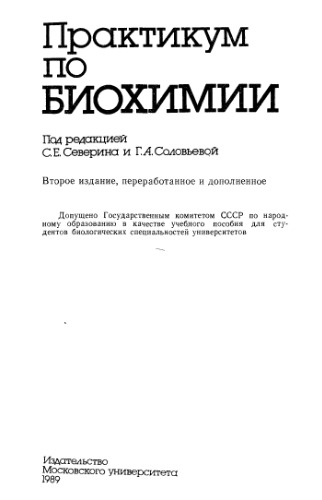 Практикум
по
БИОХИМИИ
Под редакцией
С.Е.Северина и Г.А.Соловьевой
Второе издание, переработанное и дополненное
Допущено Государственным комитетом СССР по народ-
ному образованию в качестве учебного пособия для сту-
дентов биологических специальностей университетов
Издательство
Московского университета
1989